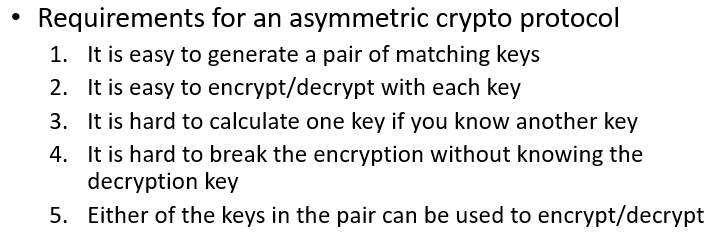 • Requirements for an asymmetric crypto protocol
1. It is easy to generate a pair of matching keys
2. It is easy to encrypt/decrypt with each key
3. It is hard to calculate one key if you know another key
4. It is hard to break the encryption without knowing the
decryption key
5. Either of the keys in the pair can be used to encrypt/decrypt